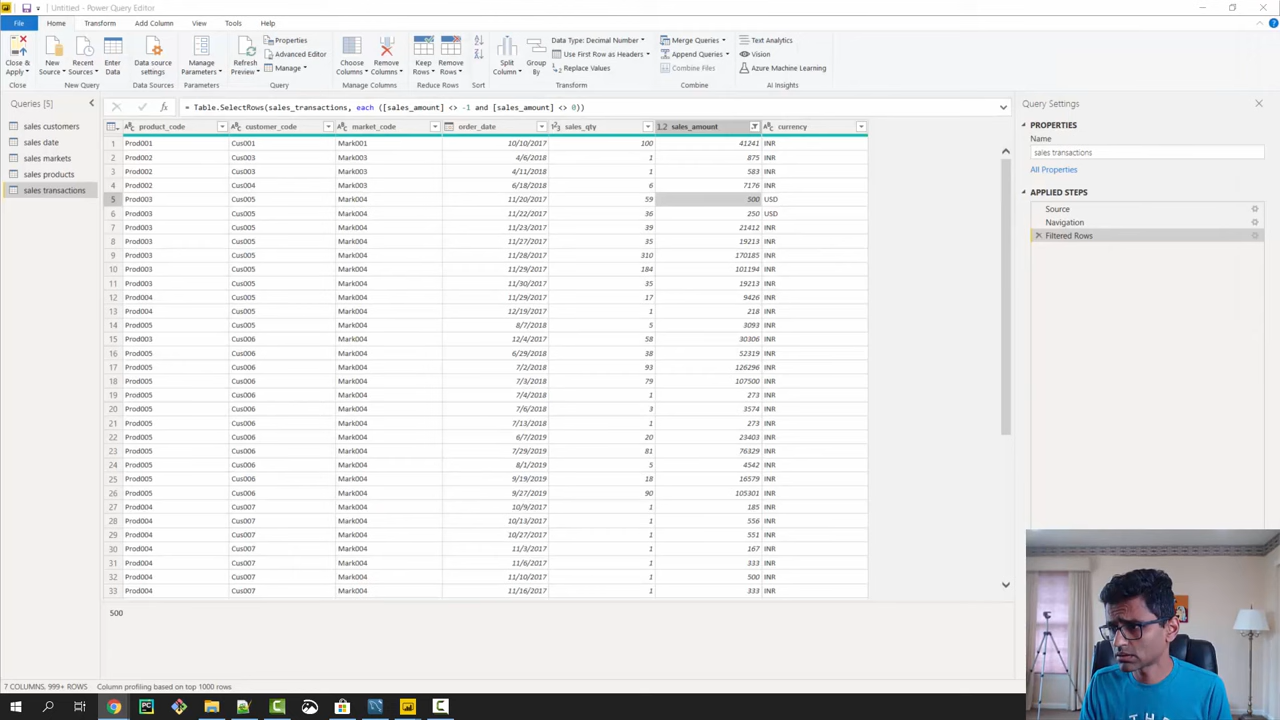 Untitled - Power Query Editor
File Home Transform Add Column View Tools Help
Close & Apply
New Source
Recent Sources
Enter Data
Data source settings
Manage Parameters
Refresh Preview
Properties
Advanced Editor
Manage
Choose Columns
Remove Columns
Keep Rows
Remove Rows
Split Column
Group By
Data Type: Decimal Number
Use First Row as Headers
Replace Values
Merge Queries
Append Queries
Combine Files
Text Analytics
Vision
Azure Machine Learning
Close New Query Data Sources Parameters Query Manage Columns Reduce Rows Sort Transform Combine AI Insights
Queries [5]
sales customers
sales date
sales markets
sales products
sales transactions
= Table.SelectRows(sales_transactions, each ([sales_amount] <> -1 and [sales_amount] <> 0))
product_code customer_code market_code order_date 1²3 sales_qty 1.2 sales_amount currency
1 Prod001 Cus001 Mark001 10/10/2017 100 41241 INR
2 Prod002 Cus003 Mark003 4/6/2018 1 875 INR
3 Prod002 Cus003 Mark003 4/11/2018 1 583 INR
4 Prod002 Cus004 Mark003 6/18/2018 6 7176 INR
5 Prod003 Cus005 Mark004 11/20/2017 59 500 USD
6 Prod003 Cus005 Mark004 11/22/2017 36 250 USD
7 Prod003 Cus005 Mark004 11/23/2017 39 21412 INR
8 Prod003 Cus005 Mark004 11/27/2017 35 19213 INR
9 Prod003 Cus005 Mark004 11/28/2017 310 170185 INR
10 Prod003 Cus005 Mark004 11/29/2017 184 101194 INR
11 Prod003 Cus005 Mark004 11/30/2017 35 19213 INR
12 Prod004 Cus005 Mark004 11/29/2017 17 9426 INR
13 Prod004 Cus005 Mark004 12/19/2017 1 218 INR
14 Prod005 Cus005 Mark004 8/7/2018 5 3093 INR
15 Prod003 Cus006 Mark004 12/4/2017 58 30306 INR
16 Prod005 Cus006 Mark004 6/29/2018 38 52319 INR
17 Prod005 Cus006 Mark004 7/2/2018 93 126296 INR
18 Prod005 Cus006 Mark004 7/3/2018 79 107500 INR
19 Prod005 Cus006 Mark004 7/4/2018 1 273 INR
20 Prod005 Cus006 Mark004 7/6/2018 3 3574 INR
21 Prod005 Cus006 Mark004 7/13/2018 1 273 INR
22 Prod005 Cus006 Mark004 6/7/2019 20 23403 INR
23 Prod005 Cus006 Mark004 7/29/2019 81 76329 INR
24 Prod005 Cus006 Mark004 8/1/2019 5 4542 INR
25 Prod005 Cus006 Mark004 9/19/2019 18 16579 INR
26 Prod005 Cus006 Mark004 9/27/2019 90 105301 INR
27 Prod004 Cus007 Mark004 10/9/2017 1 185 INR
28 Prod004 Cus007 Mark004 10/13/2017 1 556 INR
29 Prod004 Cus007 Mark004 10/27/2017 1 551 INR
30 Prod004 Cus007 Mark004 11/3/2017 1 167 INR
31 Prod004 Cus007 Mark004 11/6/2017 1 333 INR
32 Prod004 Cus007 Mark004 11/10/2017 1 500 INR
33 Prod004 Cus007 Mark004 11/16/2017 1 333 INR
500
Query Settings
PROPERTIES
Name
sales transactions
All Properties
APPLIED STEPS
Source
Navigation
Filtered Rows
7 COLUMNS, 999+ ROWS Column profiling based on top 1000 rows